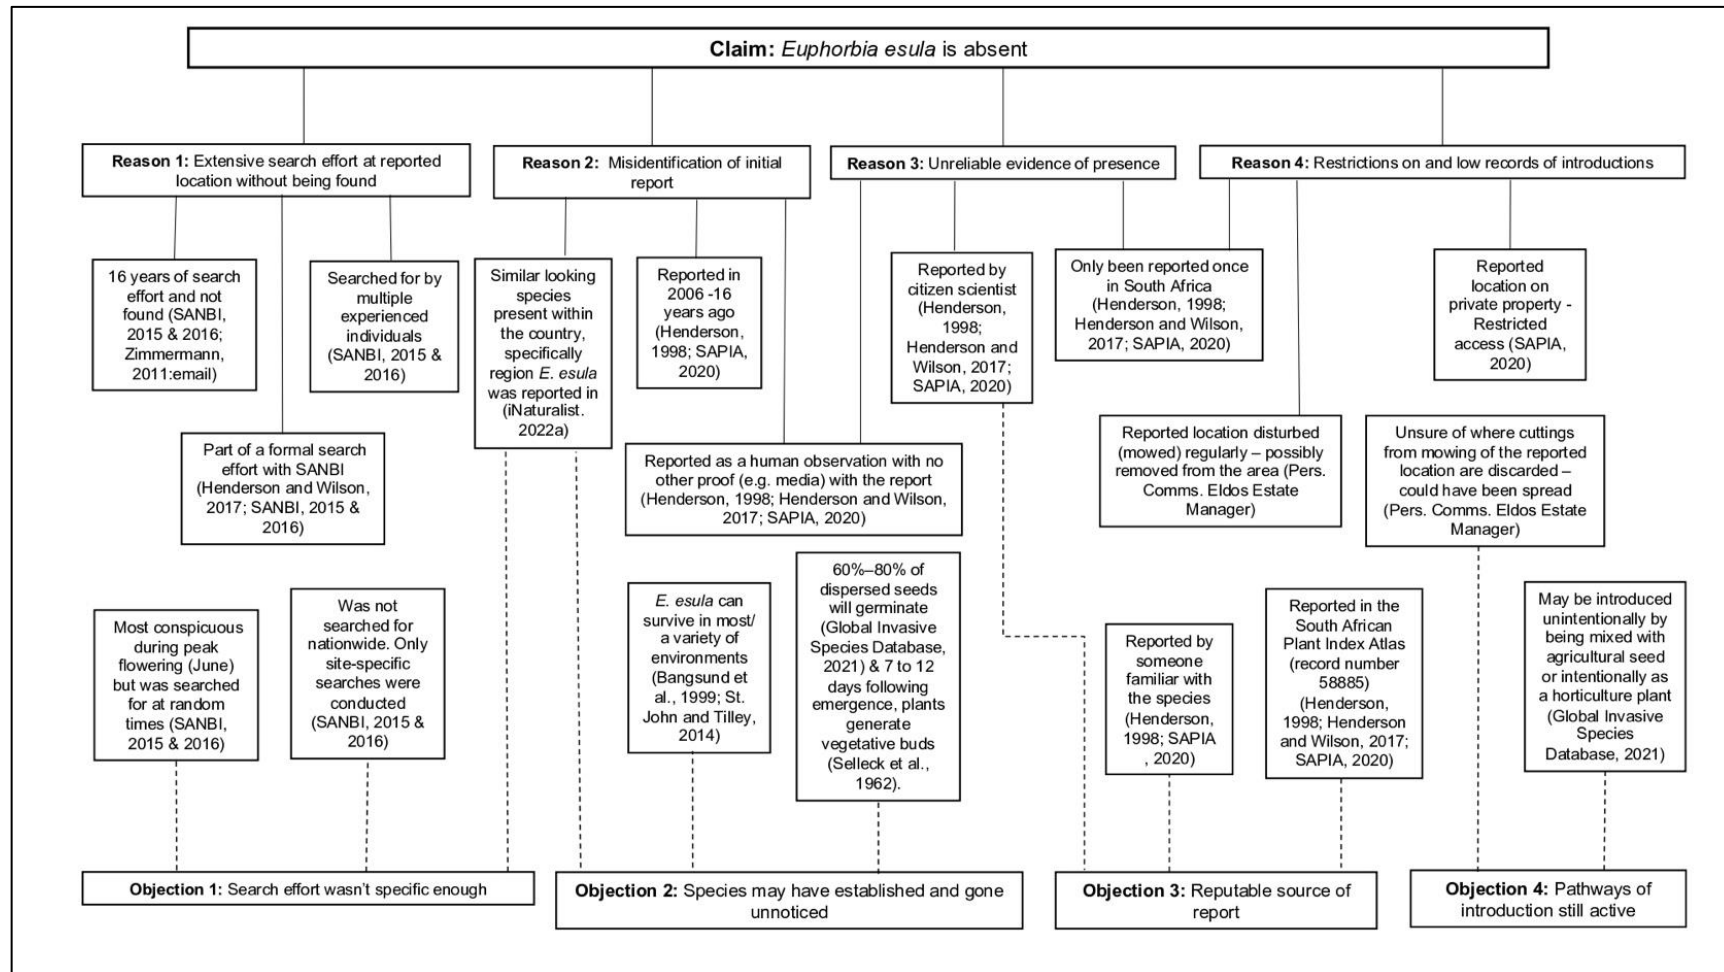 Claim: Euphorbia esula is absent
Reason 1: Extensive search effort at reported
location without being found
Reason 2: Misidentification of initial
report
Reason 3: Unreliable evidence of presence
Reason 4: Restrictions on and low records of introductions
16 years of search
effort and not
found (SANBI,
2015 & 2016;
Zimmermann,
2011:email)
Searched for by
multiple
experienced
individuals
(SANBI, 2015 &
2016)
Similar looking
species
present within
the country,
specifically
region E. esula
was reported in
(iNaturalist.
2022a)
Reported in
2006 -16
years ago
(Henderson,
1998; SAPIA,
2020)
Reported by
citizen scientist
(Henderson,
1998;
Henderson and
Wilson, 2017;
SAPIA, 2020)
Only been reported once
in South Africa
(Henderson, 1998;
Henderson and Wilson,
2017; SAPIA, 2020)
Reported
location on
private property -
Restricted
access (SAPIA,
2020)
Part of a formal search
effort with SANBI
(Henderson and Wilson,
2017; SANBI, 2015 &
2016)
Reported as a human observation with no
other proof (e.g. media) with the report
(Henderson, 1998; Henderson and Wilson,
2017; SAPIA, 2020)
Reported location disturbed
(mowed) regularly – possibly
removed from the area (Pers.
Comms. Eldos Estate
Manager)
Unsure of where cuttings
from mowing of the reported
location are discarded –
could have been spread
(Pers. Comms. Eldos Estate
Manager)
Most conspicuous
during peak
flowering (June)
but was searched
for at random
times (SANBI,
2015 & 2016)
Was not
searched for
nationwide. Only
site-specific
searches were
conducted
(SANBI, 2015 &
2016)
E. esula can
survive in most/
a variety of
environments
(Bangsund et
al., 1999; St.
John and Tilley,
2014)
60%–80% of
dispersed seeds
will germinate
(Global Invasive
Species Database,
2021) & 7 to 12
days following
emergence, plants
generate
vegetative buds
(Selleck et al.,
1962).
Reported by
someone
familiar with
the species
(Henderson,
1998; SAPIA
, 2020)
Reported in the
South African
Plant Index Atlas
(record number
58885)
(Henderson,
1998; Henderson
and Wilson, 2017;
SAPIA, 2020)
May be introduced
unintentionally by
being mixed with
agricultural seed
or intentionally as
a horticulture plant
(Global Invasive
Species
Database, 2021)
Objection 1: Search effort wasn't specific enough
Objection 2: Species may have established and gone
unnoticed
Objection 3: Reputable source of
report
Objection 4: Pathways of
introduction still active